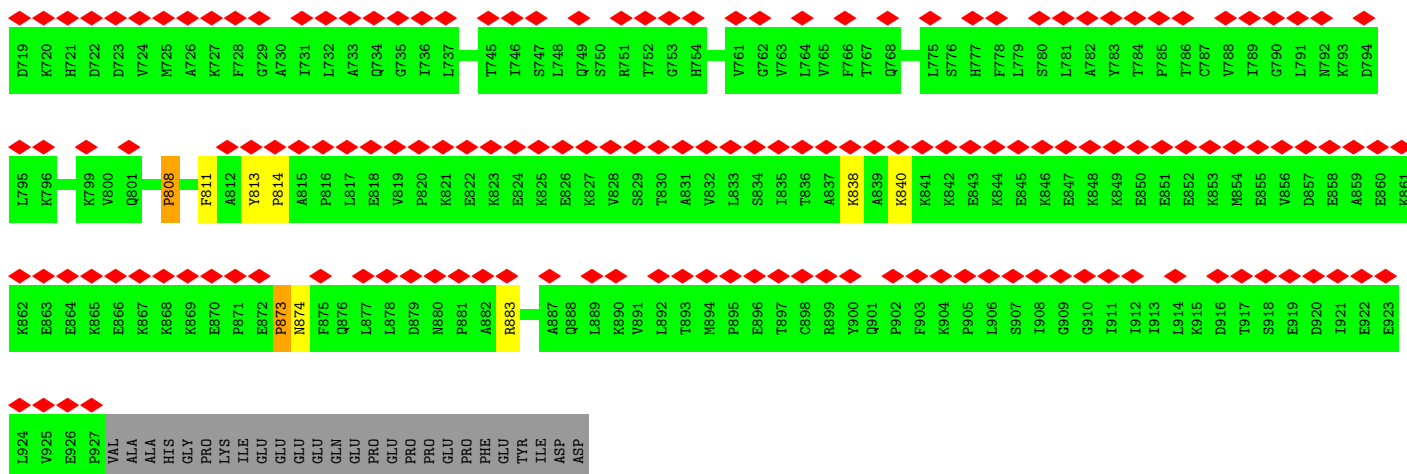 D719 K720 H721 D722 D723 V724 M725 A726 K727 F728 G729 A730 I731 L732 A733 Q734 G735 I736 L737 T745 I746 S747 L748 Q749 S750 R751 T752 G753 H754 V761 G762 V763 L764 V765 F766 T767 Q768 L775 S776 H777 F778 L779 S780 L781 A782 Y783 T784 P785 T786 C787 V788 I789 G790 L791 N792 K793 D794
L795 K796 K799 V800 Q801 P808 F811 A812 Y813 P814 A815 P816 L817 E818 V819 P820 K821 E822 K823 E824 K825 E826 K827 V828 S829 T830 A831 V832 L833 S834 I835 T836 A837 K838 A839 K840 K841 K842 E843 K844 E845 K846 E847 K848 K849 E850 E851 E852 K853 M854 E855 V856 D857 E858 A859 E860 K861
K862 E863 E864 K865 E866 K867 K868 K869 E870 P871 E872 P873 N874 F875 Q876 L877 L878 D879 N880 P881 A882 R883 A887 Q888 L889 K890 V891 L892 T893 M894 P895 E896 T897 C898 R899 Y900 Q901 P902 F903 K904 P905 L906 S907 I908 G909 G910 I911 I912 I913 L914 K915 D916 T917 S918 E919 D920 I921 E922 E923
L924 V925 E926 P927 VAL ALA ALA HIS GLY PRO LYS ILE GLU GLU GLU GLU GLN GLU PRO GLU PRO PRO GLU PRO PHE GLU TYR ILE ASP ASP